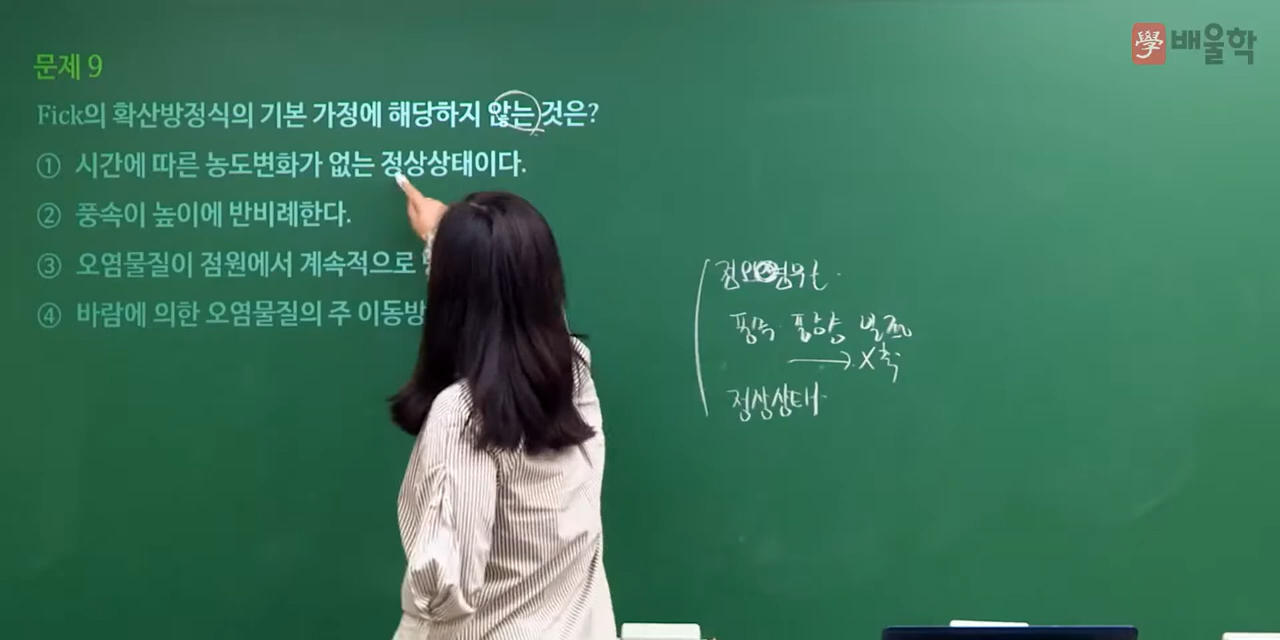 學 배울학
문제 9
Fick의 확산방정식의 기본 가정에 해당하지 않는 것은?
① 시간에 따른 농도변화가 없는 정상상태이다.
② 풍속이 높이에 반비례한다.
③ 오염물질이 점원에서 계속적으로
④ 바람에 의한 오염물질의 주 이동방
점오염원
풍속 풍향 일정
→ X축
정상상태